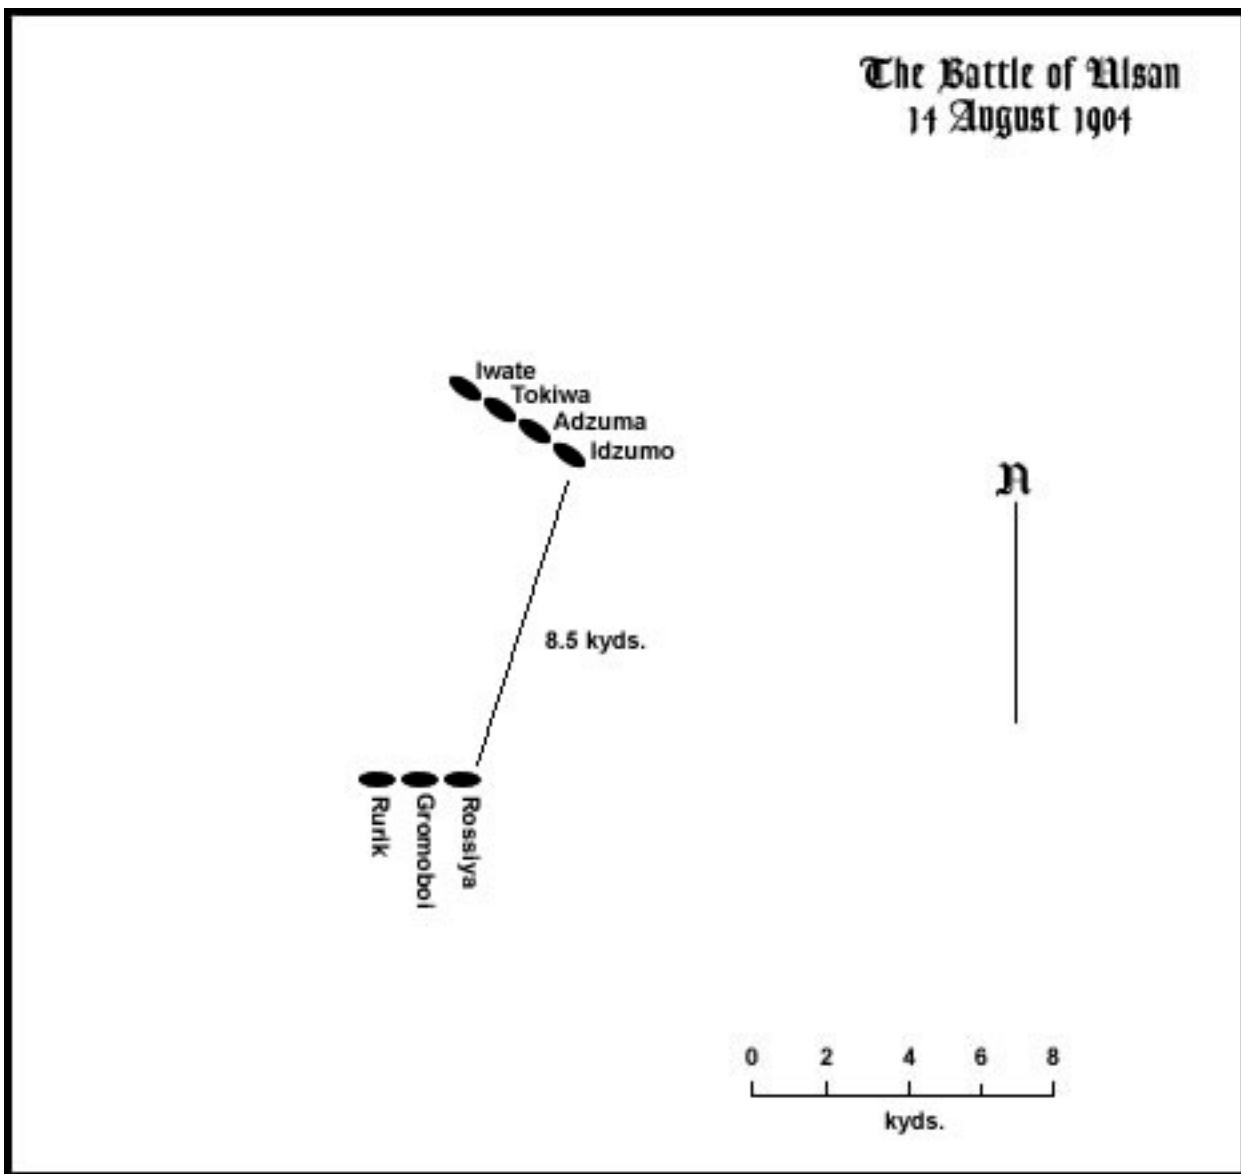 The Battle of Ulsan
14 August 1904
Iwate
Tokiwa
Adzuma
Idzumo
N
8.5 kyds.
Rurik
Gromoboi
Rossiya
0 2 4 6 8
kyds.